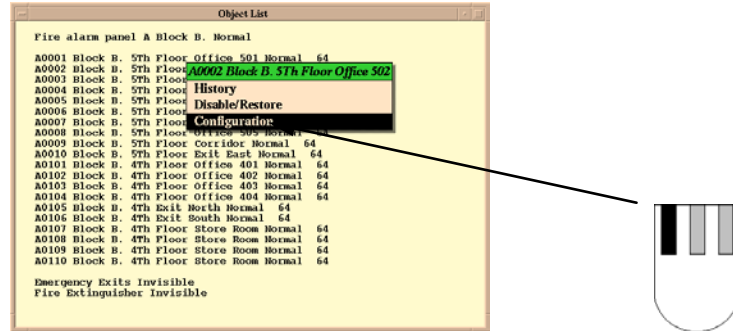 Object List
Fire alarm panel A Block B. Normal
A0001 Block B. 5Th Floor Office 501 Normal 64
A0002 Block B. 5Th Floor
A0002 Block B. 5Th Floor Office 502
A0003 Block B. 5Th Floor
History
A0004 Block B. 5Th Floor
A0005 Block B. 5Th Floor
Disable/Restore
A0006 Block B. 5Th Floor
A0007 Block B. 5Th Floor
Configuration
A0008 Block B. 5Th Floor Office 505 Normal 64
A0009 Block B. 5Th Floor Corridor Normal 64
A0010 Block B. 5Th Floor Exit East Normal 64
A0101 Block B. 4Th Floor Office 401 Normal 64
A0102 Block B. 4Th Floor Office 402 Normal 64
A0103 Block B. 4Th Floor Office 403 Normal 64
A0104 Block B. 4Th Floor Office 404 Normal 64
A0105 Block B. 4Th Exit North Normal 64
A0106 Block B. 4Th Exit South Normal 64
A0107 Block B. 4Th Floor Store Room Normal 64
A0108 Block B. 4Th Floor Store Room Normal 64
A0109 Block B. 4Th Floor Store Room Normal 64
A0110 Block B. 4Th Floor Store Room Normal 64
Emergency Exits Invisible
Fire Extinguisher Invisible